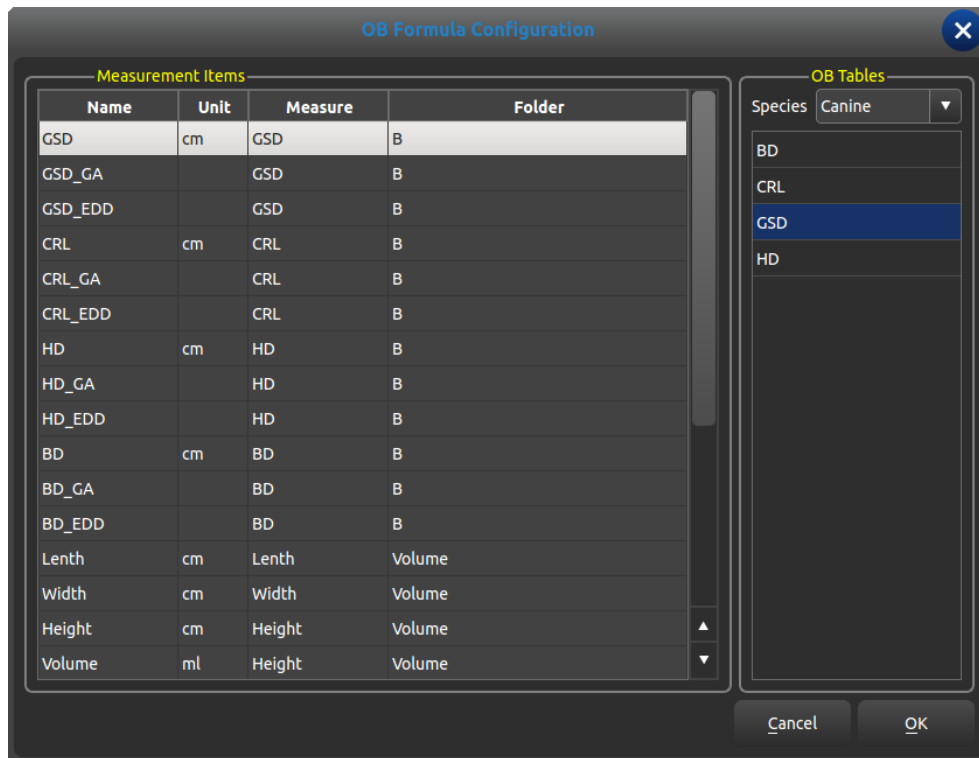 OB Formula Configuration
Measurement Items
Name Unit Measure Folder
GSD cm GSD B
GSD_GA GSD B
GSD_EDD GSD B
CRL cm CRL B
CRL_GA CRL B
CRL_EDD CRL B
HD cm HD B
HD_GA HD B
HD_EDD HD B
BD cm BD B
BD_GA BD B
BD_EDD BD B
Lenth cm Lenth Volume
Width cm Width Volume
Height cm Height Volume
Volume ml Height Volume
OB Tables
Species Canine
BD
CRL
GSD
HD
Cancel OK